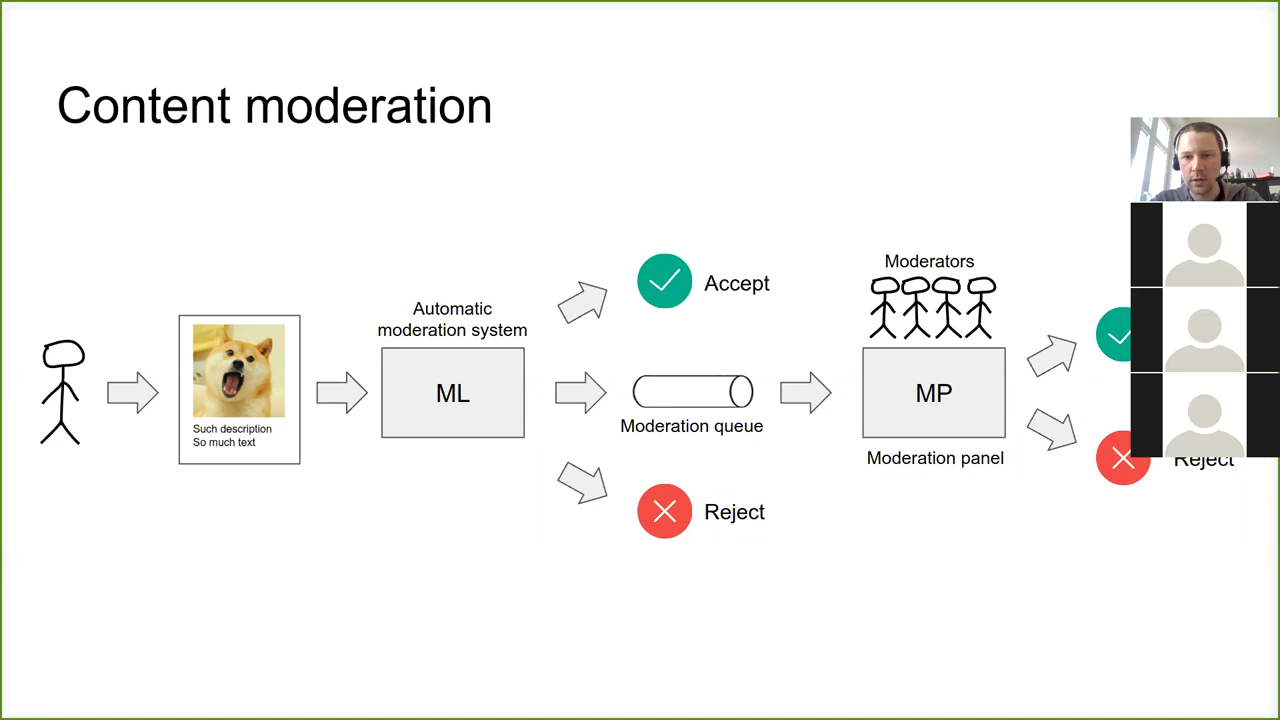 Content moderation
Such description
So much text
Automatic
moderation system
ML
Accept
Moderation queue
Reject
Moderators
MP
Moderation panel
Reject